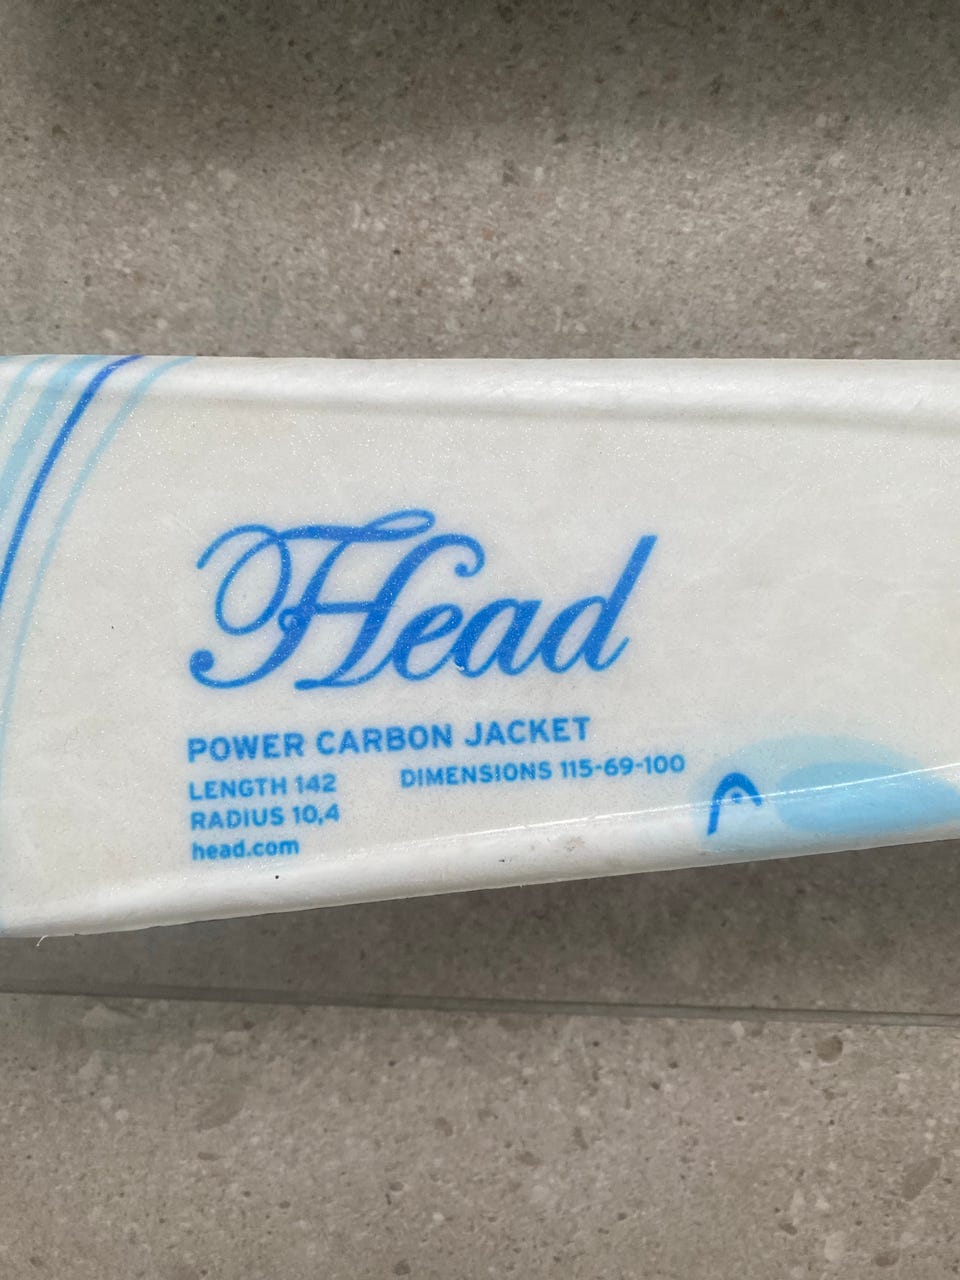 Head
POWER CARBON JACKET
LENGTH 142 DIMENSIONS 115-69-100
RADIUS 10,4
head.com